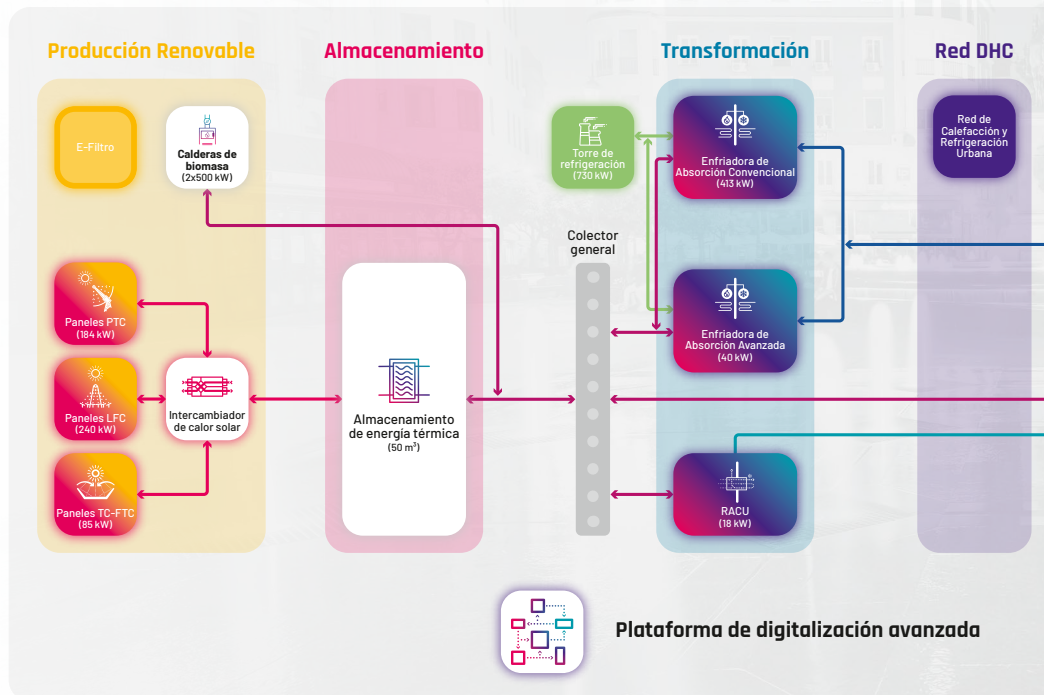 Producción Renovable
Almacenamiento
Transformación
Red DHC
E-Filtro
Calderas de
biomasa
(2x500 kW)
Torre de
refrigeración
(730 kW)
Enfriadora de
Absorción Convencional
(413 kW)
Red de
Calefacción y
Refrigeración
Urbana
Colector
general
Paneles PTC
(184 kW)
Enfriadora de
Absorción Avanzada
(40 kW)
Paneles LFC
(240 kW)
Intercambiador
de calor solar
Almacenamiento
de energía térmica
(50 m³)
Paneles TC-FTC
(85 kW)
RACU
(18 kW)
Plataforma de digitalización avanzada